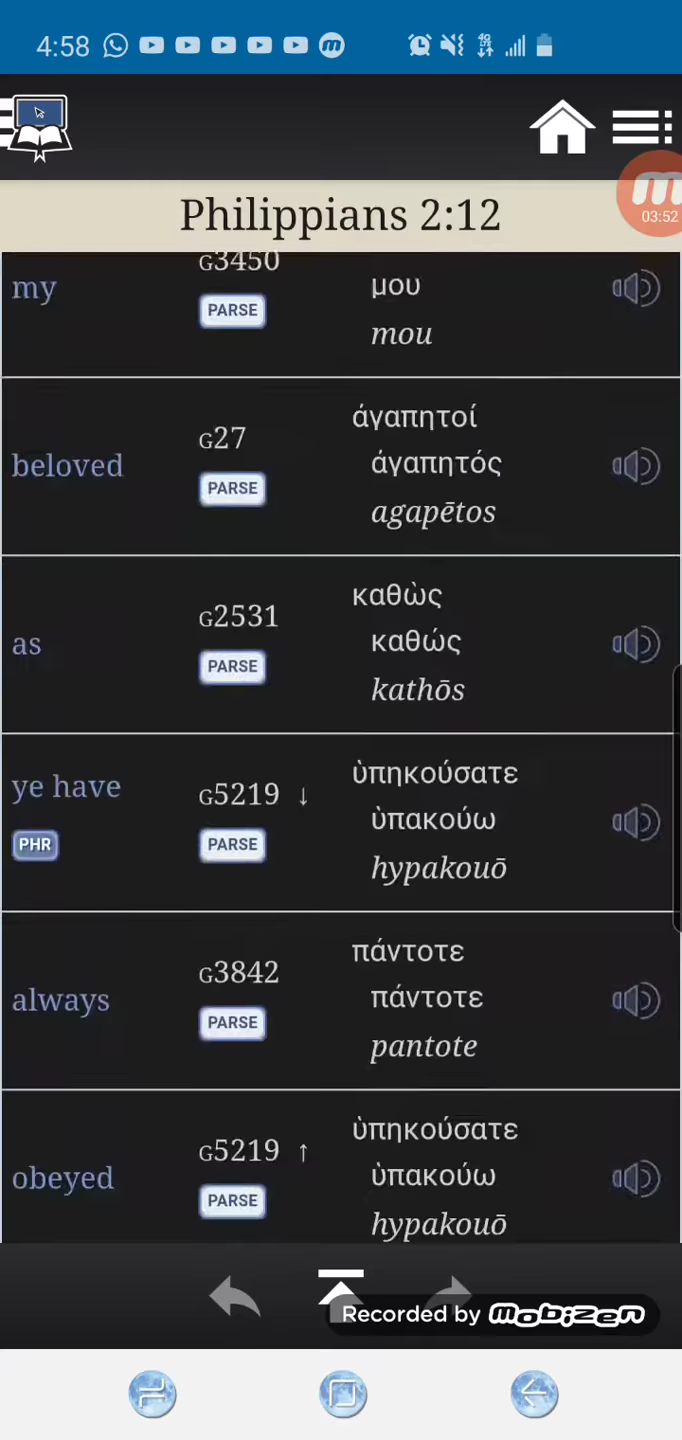 4:58
03:52
Philippians 2:12
my G3450 μου
PARSE
mou
beloved G27 ἀγαπητοί
PARSE ἀγαπητός
agapētos
as G2531 καθὼς
PARSE καθώς
kathōs
ye have G5219 ↓ ὑπηκούσατε
PHR PARSE ὑπακούω
hypakouō
always G3842 πάντοτε
PARSE πάντοτε
pantote
obeyed G5219 ↑ ὑπηκούσατε
PARSE ὑπακούω
hypakouō
Recorded by mobizen